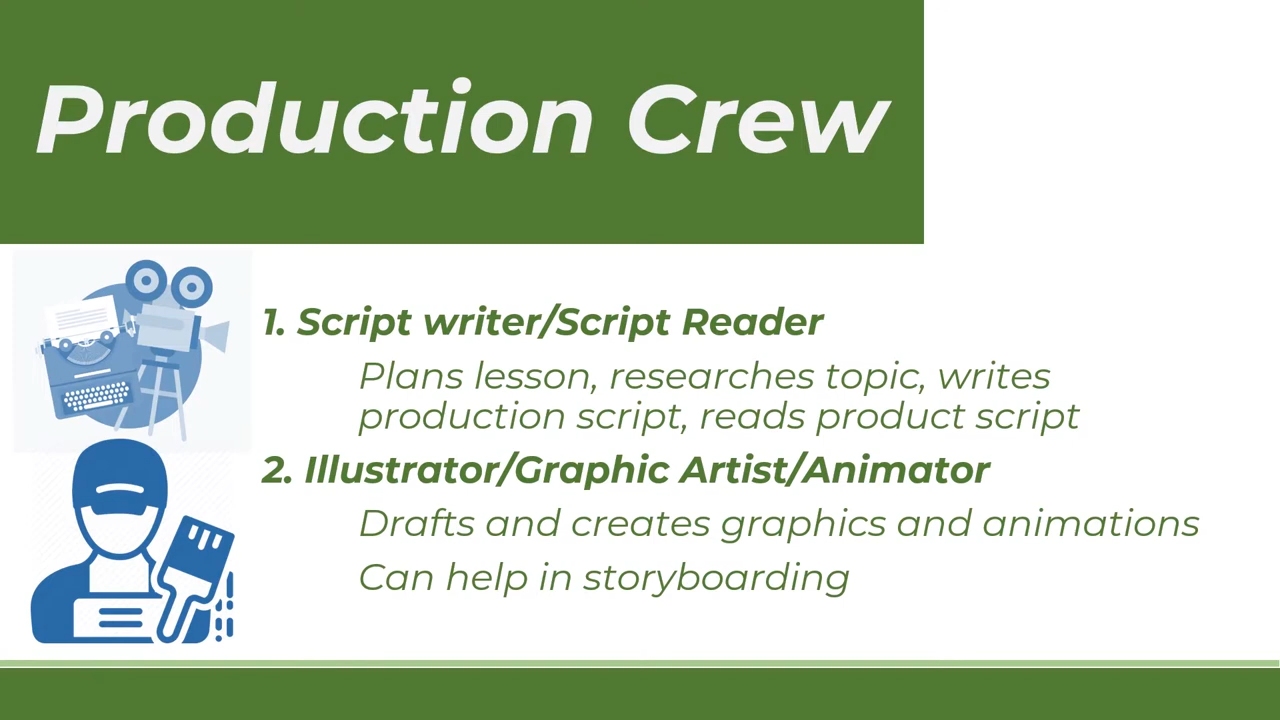 Production Crew
1. Script writer/Script Reader
Plans lesson, researches topic, writes
production script, reads product script
2. Illustrator/Graphic Artist/Animator
Drafts and creates graphics and animations
Can help in storyboarding